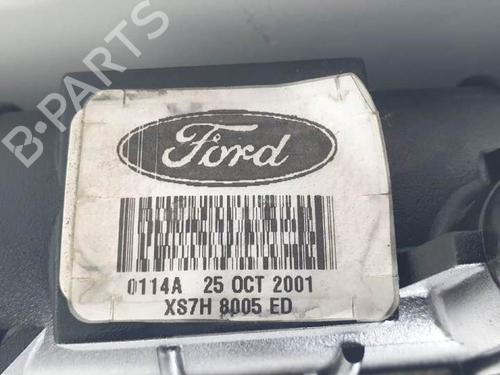 B-PARTS
Ford
0114A 25 OCT 2001
XS7H 8005 ED